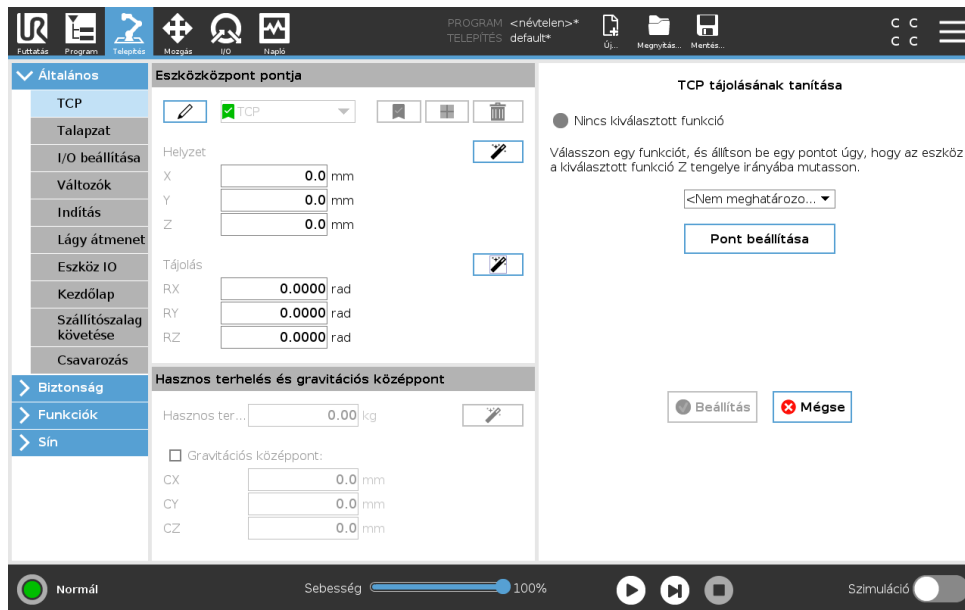 Futtatás
Program
Telepítés
Mozgás
I/O
Napló
PROGRAM <névtelen>*
TELEPÍTÉS default*
Új...
Megnyitás...
Mentés...
C C
C C
Általános
TCP
Talapzat
I/O beállítása
Változók
Indítás
Lágy átmenet
Eszköz IO
Kezdőlap
Szállítószalag
követése
Csavarozás
Biztonság
Funkciók
Sín
Eszközközpont pontja
TCP
Helyzet
X 0.0 mm
Y 0.0 mm
Z 0.0 mm
Tájolás
RX 0.0000 rad
RY 0.0000 rad
RZ 0.0000 rad
Hasznos terhelés és gravitációs középpont
Hasznos ter... 0.00 kg
Gravitációs középpont:
CX 0.0 mm
CY 0.0 mm
CZ 0.0 mm
TCP tájolásának tanítása
Nincs kiválasztott funkció
Válasszon egy funkciót, és állítson be egy pontot úgy, hogy az eszköz
a kiválasztott funkció Z tengelye irányába mutasson.
<Nem meghatározo...
Pont beállítása
Beállítás
Mégse
Normál
Sebesség 100%
Szimuláció